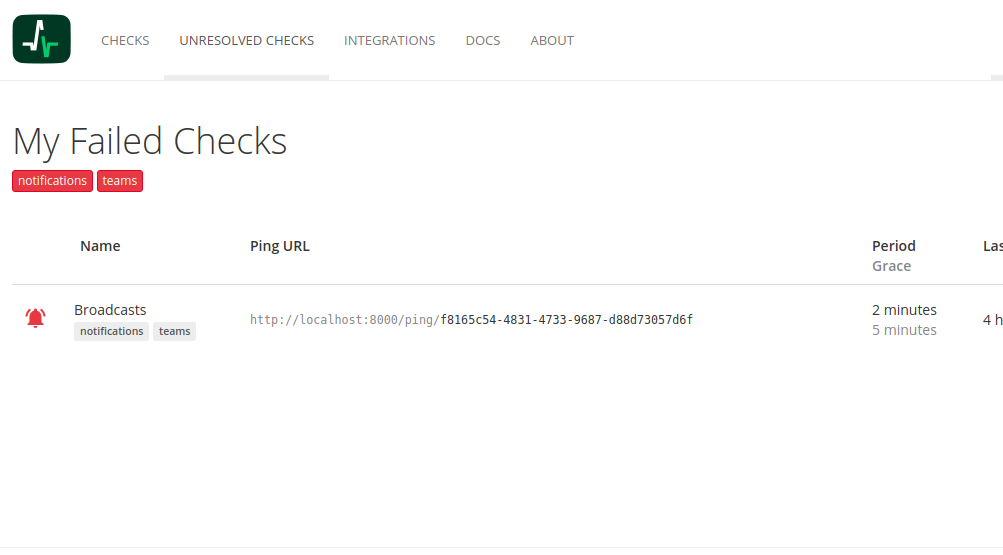 CHECKS UNRESOLVED CHECKS INTEGRATIONS DOCS ABOUT
My Failed Checks
notifications teams
Name Ping URL Period Las
Grace
Broadcasts
notifications teams
http://localhost:8000/ping/f8165c54-4831-4733-9687-d88d73057d6f
2 minutes
5 minutes
4 h